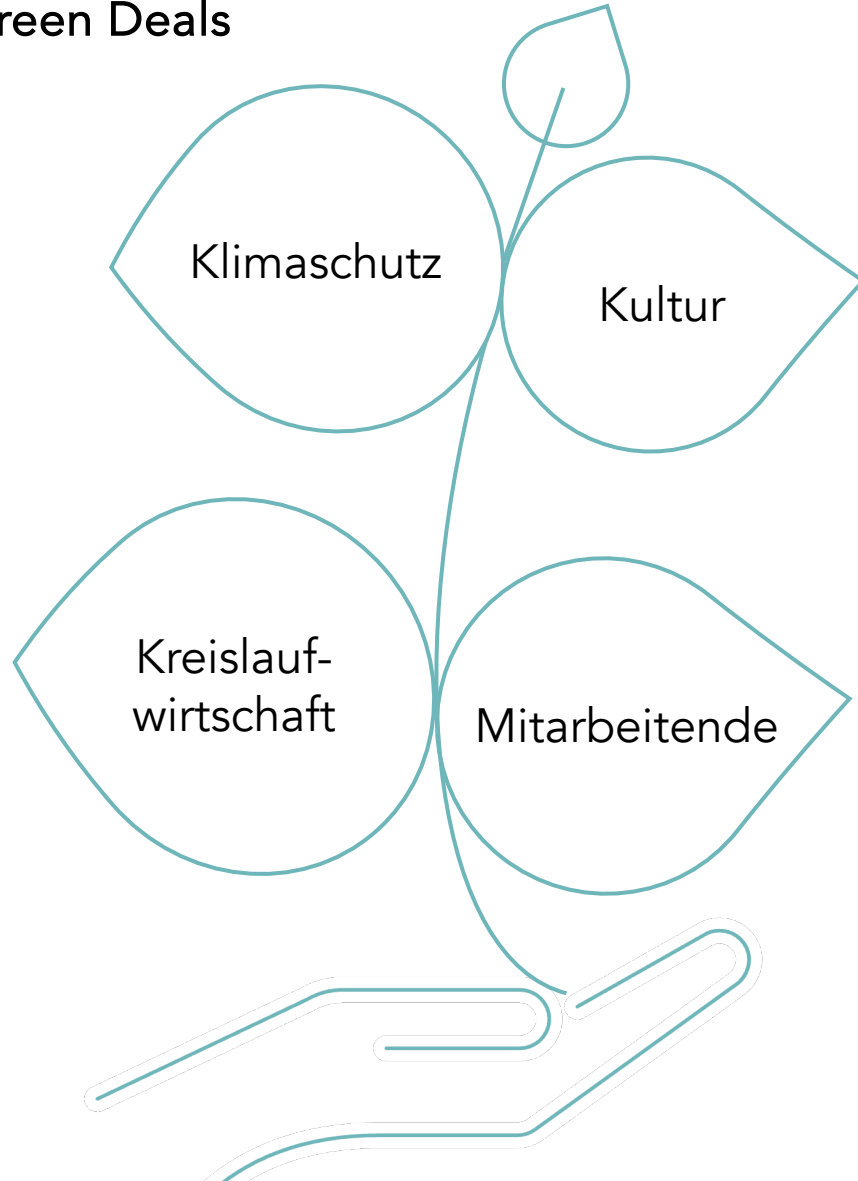 reen Deals
Klimaschutz
Kultur
Kreislauf-
wirtschaft
Mitarbeitende